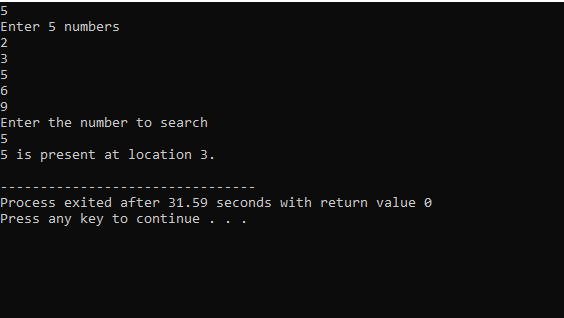 5
Enter 5 numbers
2
3
5
6
9
Enter the number to search
5
5 is present at location 3.
--------------------------------
Process exited after 31.59 seconds with return value 0
Press any key to continue . . .